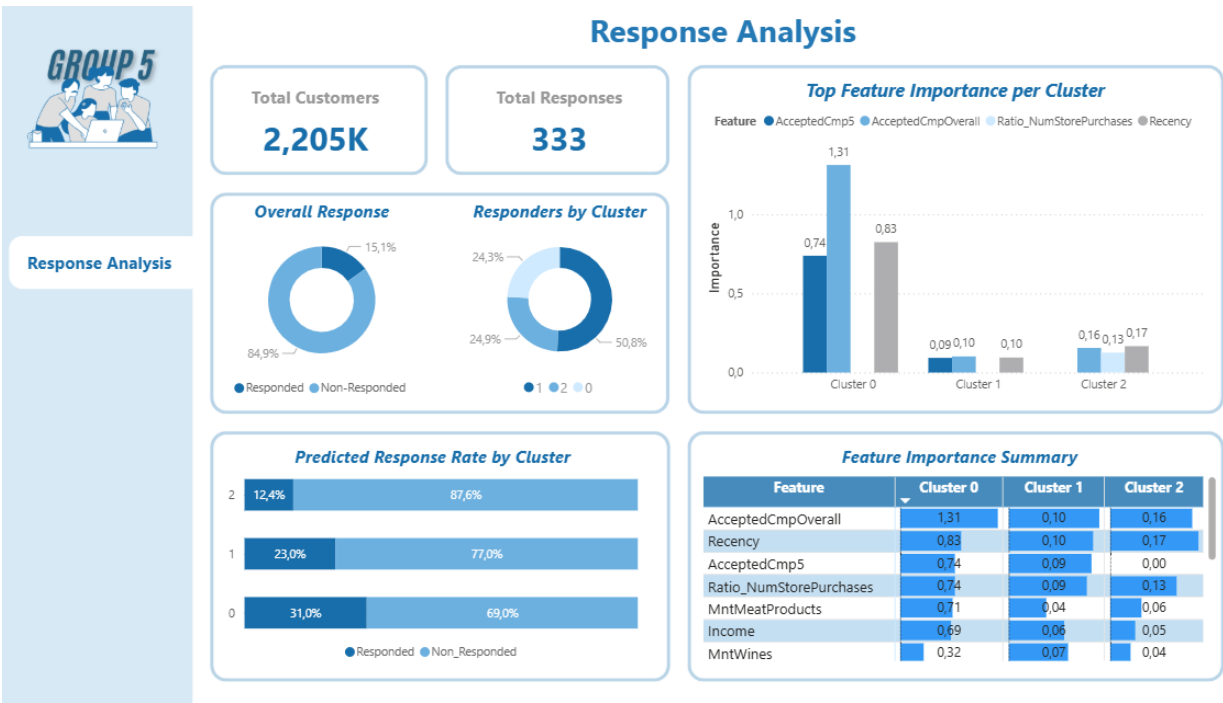 GROUP 5
Response Analysis
Response Analysis
Total Customers
2,205K
Total Responses
333
Overall Response
15,1%
84,9%
Responded Non-Responded
Responders by Cluster
24,3%
24,9%
50,8%
1 2 0
Top Feature Importance per Cluster
Feature AcceptedCmp5 AcceptedCmpOverall Ratio_NumStorePurchases Recency
Importance
1,0
0,5
0,0
0,74
1,31
0,83
0,09
0,10
0,10
0,16
0,13
0,17
Cluster 0 Cluster 1 Cluster 2
Predicted Response Rate by Cluster
2 12,4% 87,6%
1 23,0% 77,0%
0 31,0% 69,0%
Responded Non_Responded
Feature Importance Summary
Feature Cluster 0 Cluster 1 Cluster 2
AcceptedCmpOverall 1,31 0,10 0,16
Recency 0,83 0,10 0,17
AcceptedCmp5 0,74 0,09 0,00
Ratio_NumStorePurchases 0,74 0,09 0,13
MntMeatProducts 0,71 0,04 0,06
Income 0,69 0,06 0,05
MntWines 0,32 0,07 0,04